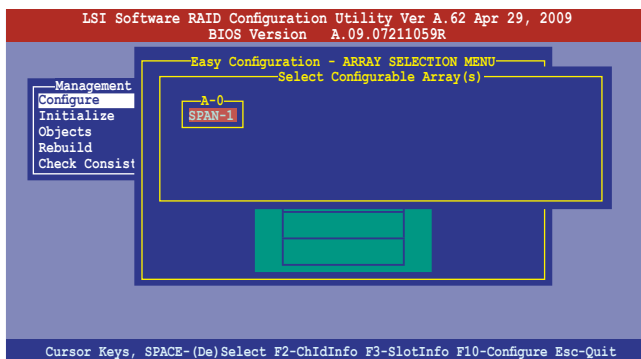 LSI Software RAID Configuration Utility Ver A.62 Apr 29, 2009
BIOS Version A.09.07211059R
Easy Configuration - ARRAY SELECTION MENU
Select Configurable Array(s)
Management
Configure
Initialize
Objects
Rebuild
Check Consist
A-0
SPAN-1
Cursor Keys, SPACE-(De)Select F2-ChIdInfo F3-SlotInfo F10-Configure Esc-Quit